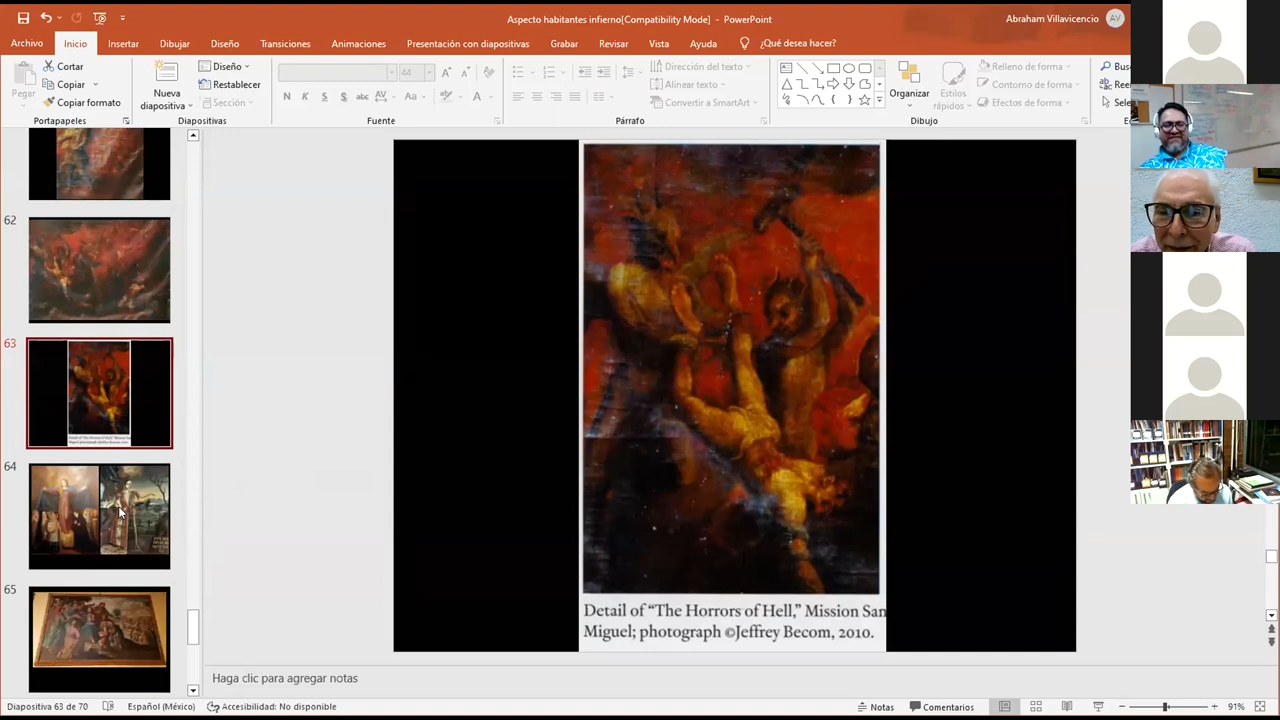 Aspecto habitantes infierno[Compatibility Mode] - PowerPoint
Abraham Villavicencio AV
Archivo Inicio Insertar Dibujar Diseño Transiciones Animaciones Presentación con diapositivas Grabar Revisar Vista Ayuda ¿Qué desea hacer?
Pegar
Cortar
Copiar
Copiar formato
Portapapeles
Nueva
diapositiva
Diseño
Restablecer
Sección
Diapositivas
44
N K S S abc AV Aa A
Fuente
Dirección del texto
Alinear texto
Convertir a SmartArt
Párrafo
Organizar
Estilos
rápidos
Relleno de forma
Contorno de forma
Efectos de forma
Dibujo
62
63
64
65
Detail of “The Horrors of Hell,” Mission San
Miguel; photograph ©Jeffrey Becom, 2010.
Haga clic para agregar notas
Diapositiva 63 de 70 Español (México) Accesibilidad: No disponible Notas Comentarios 91%